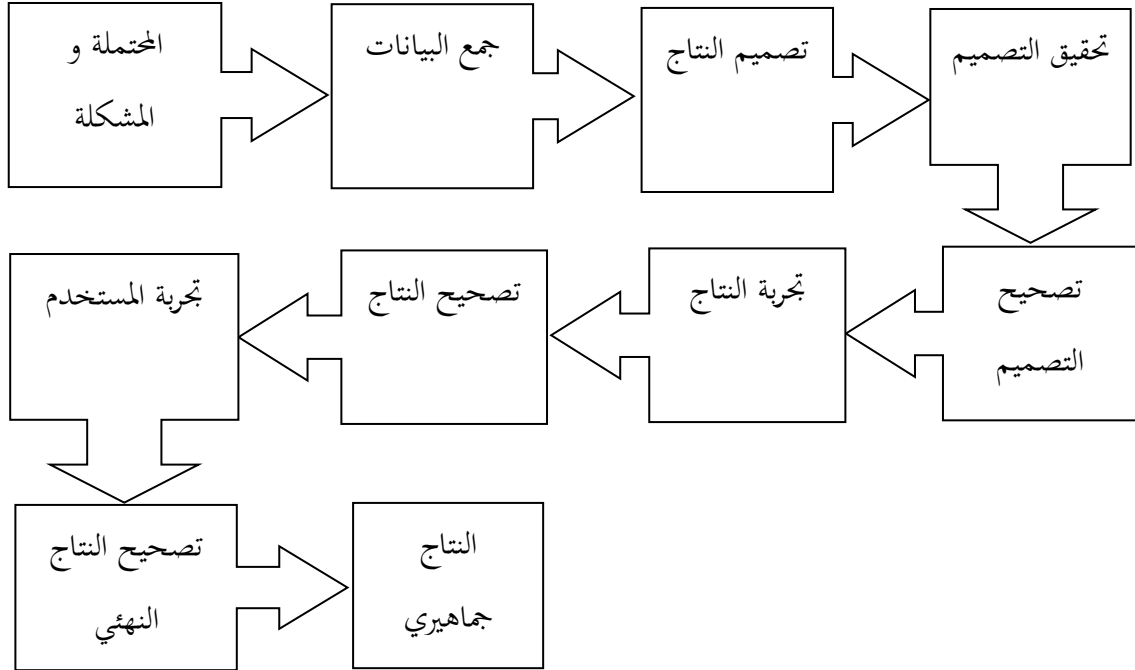 المحتملة و
المشكلة
جمع البيانات
تصميم النتاج
تحقيق التصميم
تصحيح
التصميم
تجربة النتاج
تصحيح النتاج
تجربة المستخدم
تصحيح النتاج
النهئي
النتاج
جماهيري